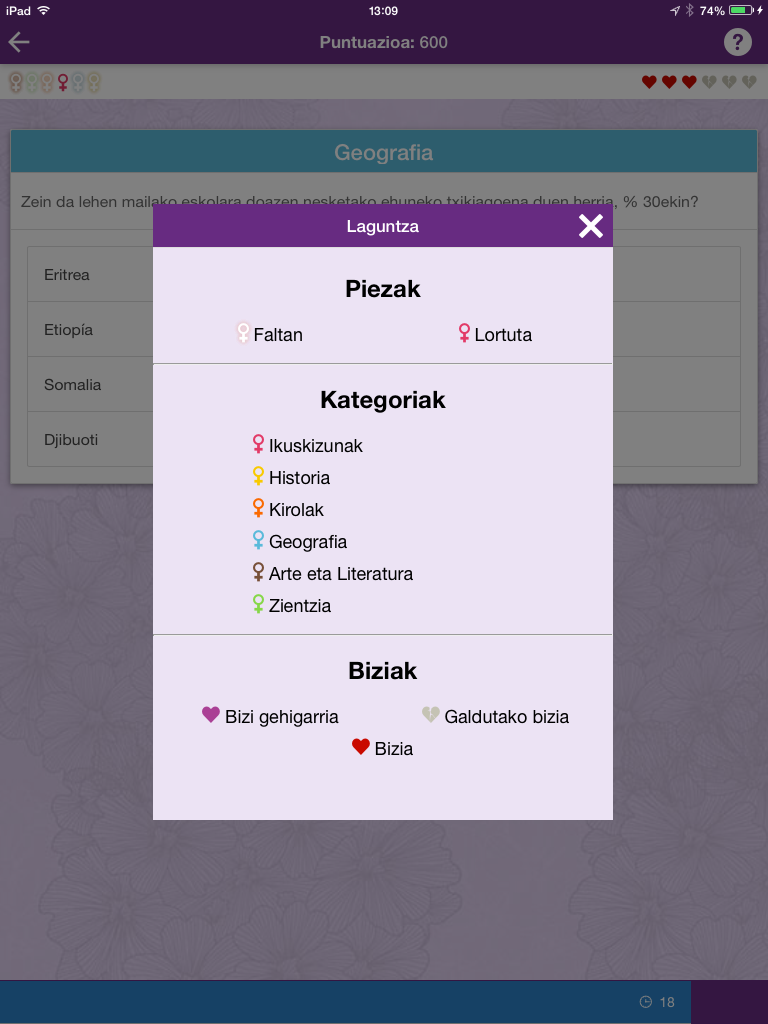 iPad 13:09 74%
Puntuazioa: 600 ?
Geografia
Zein da lehen mailako eskolara doazen nesketako ehuneko txikiagoena duen herria, % 30ekin?
Laguntza
Eritrea
Etiopía
Somalia
Djibuoti
Piezak
Faltan Lortuta
Kategoriak
Ikuskizunak
Historia
Kirolak
Geografia
Arte eta Literatura
Zientzia
Biziak
Bizi gehigarria Galdutako bizia
Bizia
18